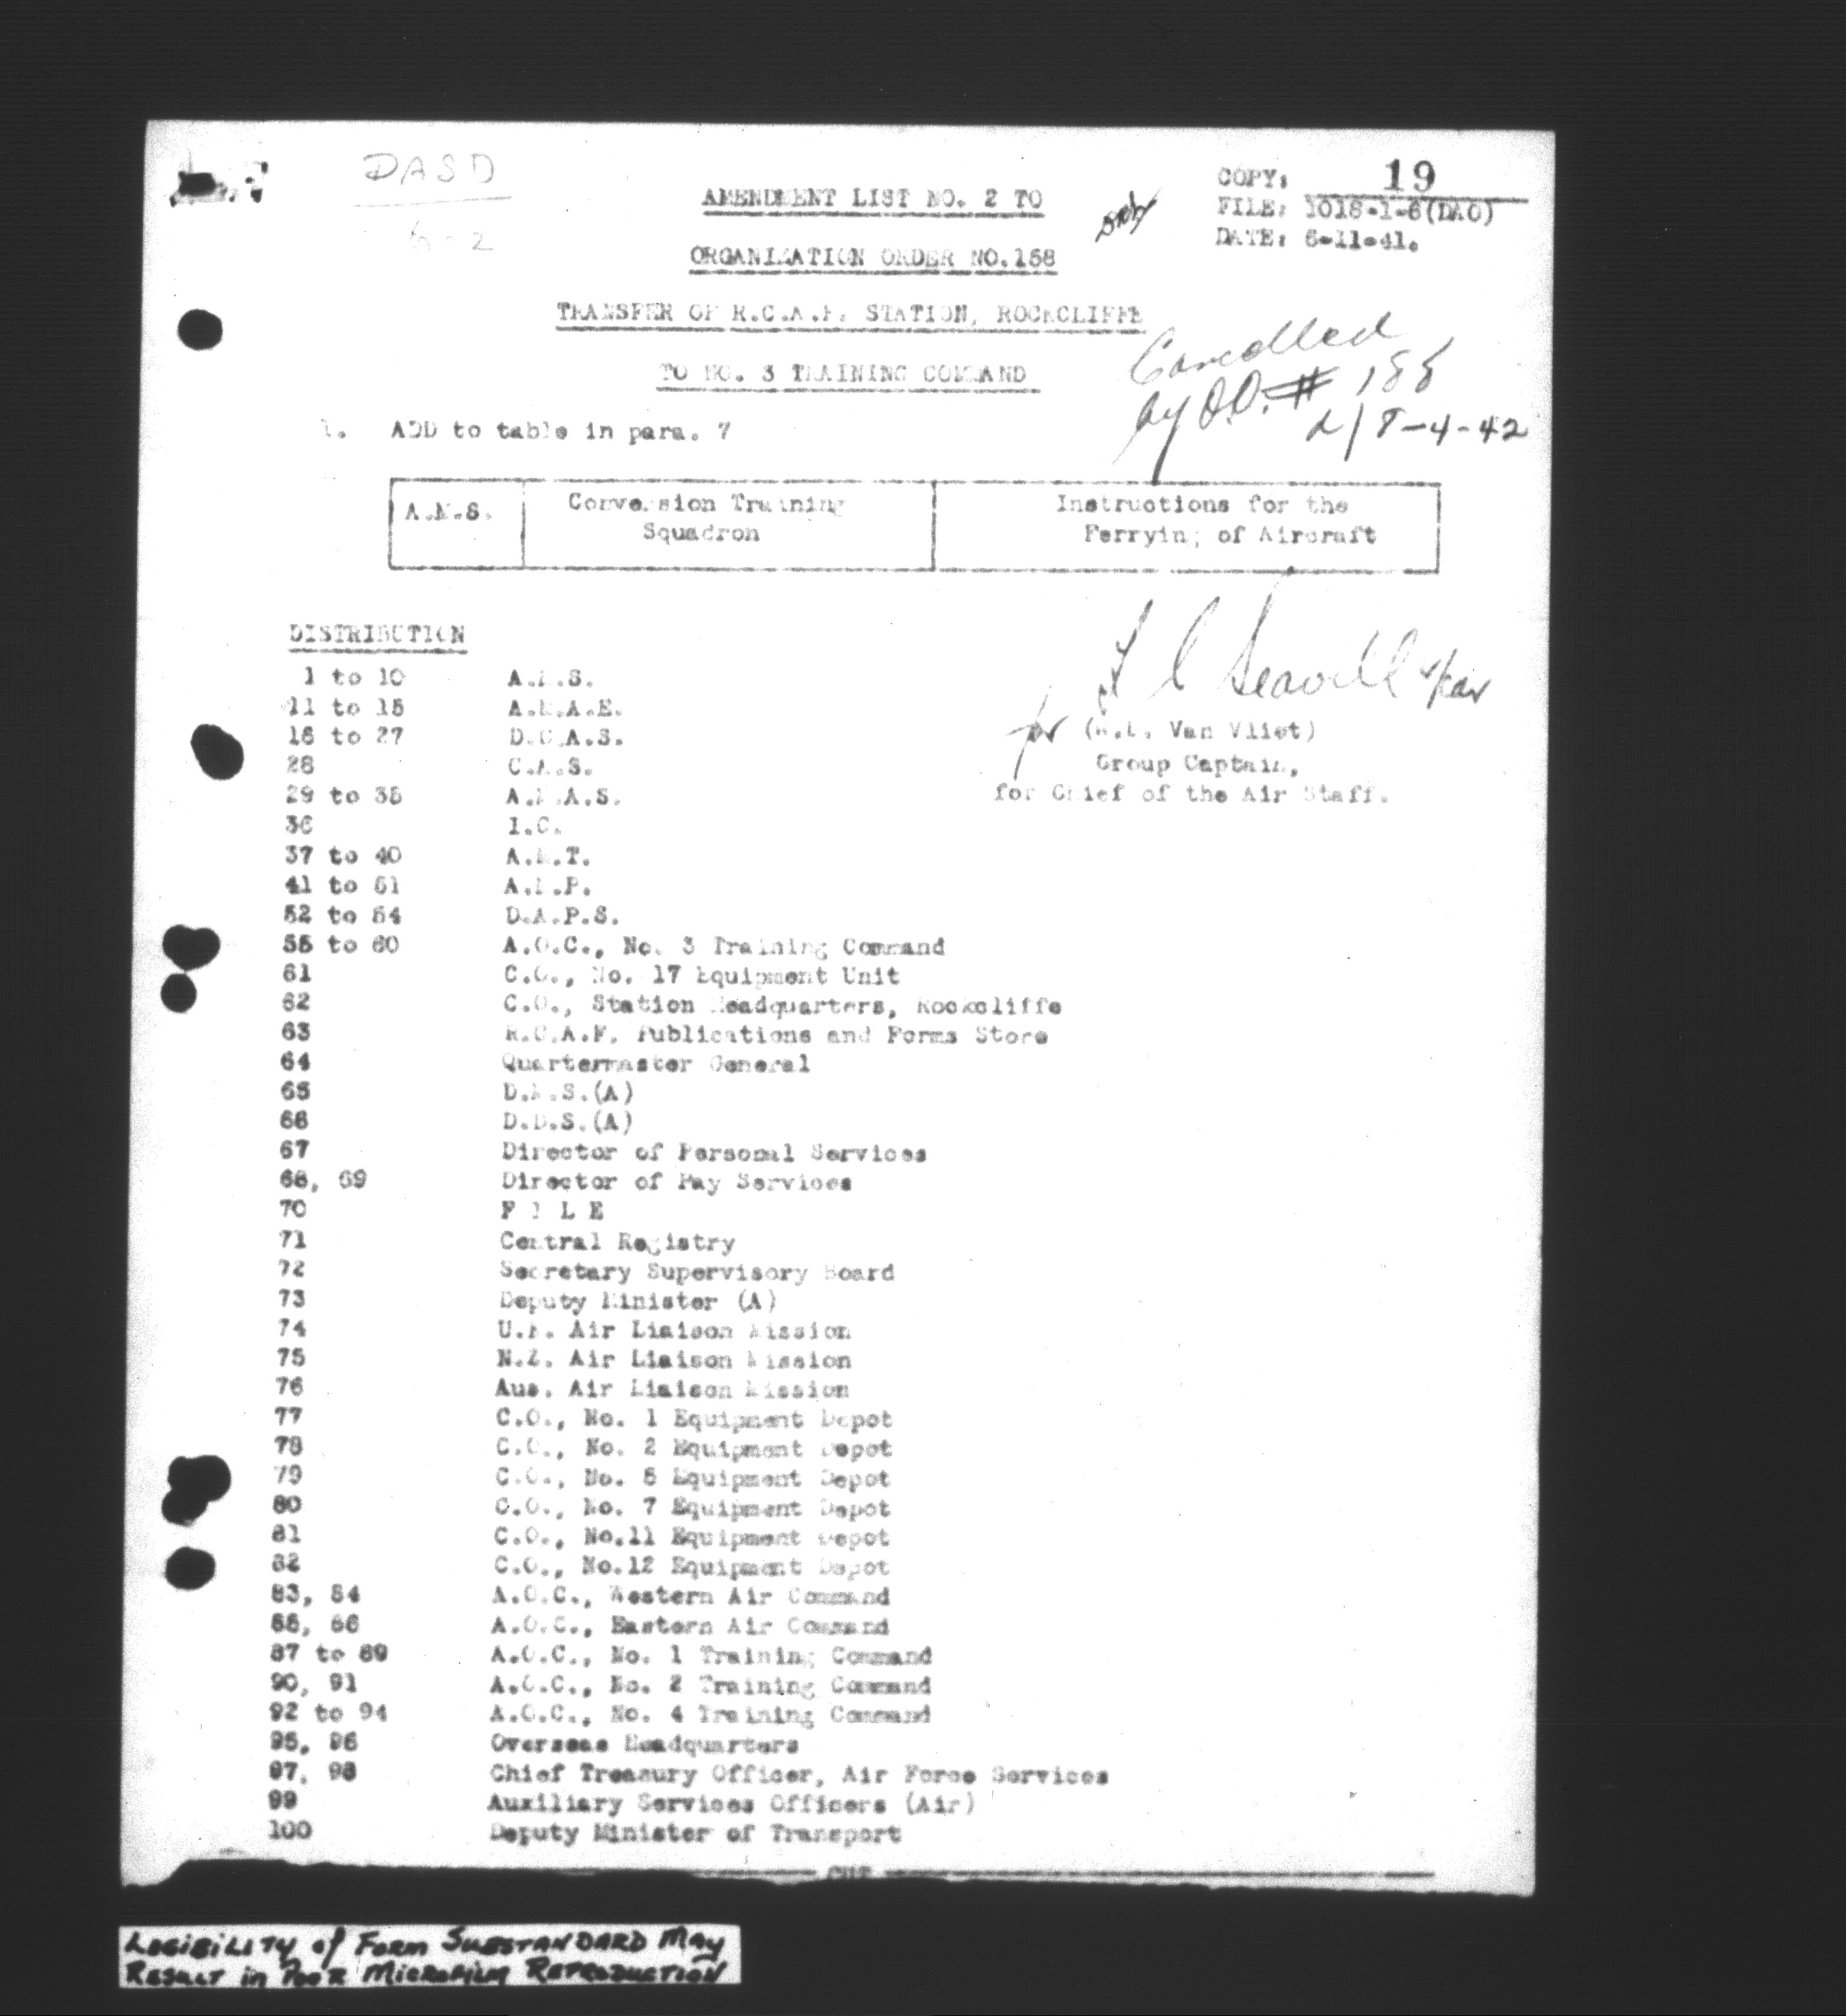 DASD
6-2
COPY: 19
FILE: 1018-1-6(DAO)
DATE: 6-11-41.
AMENDMENT LIST NO. 2 TO
ORGANIZATION ORDER NO.168
TRANSFER OF R.C.A.F. STATION, ROCKCLIFFE
TO NO. 3 TRAINING COMMAND
Cancelled
by O.O. # 188
d/ 8-4-42
1. ADD to table in para. 7
A.M.S. Conversion Training Instructions for the
Squadron Ferrying of Aircraft
for (W.L. Van Vliet)
Group Captain,
for Chief of the Air Staff.
DISTRIBUTION
1 to 10 A.M.S.
11 to 15 A.M.A.E.
16 to 27 D.C.A.S.
28 C.A.S.
29 to 35 A.M.A.S.
36 I.C.
37 to 40 A.M.T.
41 to 51 A.M.P.
52 to 54 D.A.P.S.
55 to 60 A.O.C., No. 3 Training Command
61 C.O., No. 17 Equipment Unit
62 C.O., Station Headquarters, Rockcliffe
63 R.C.A.F. Publications and Forms Store
64 Quartermaster General
65 D.M.S.(A)
66 D.D.S.(A)
67 Director of Personal Services
68, 69 Director of Pay Services
70 F I L E
71 Central Registry
72 Secretary Supervisory Board
73 Deputy Minister (A)
74 U.K. Air Liaison Mission
75 N.Z. Air Liaison Mission
76 Aus. Air Liaison Mission
77 C.O., No. 1 Equipment Depot
78 C.O., No. 2 Equipment Depot
79 C.O., No. 5 Equipment Depot
80 C.O., No. 7 Equipment Depot
81 C.O., No.11 Equipment Depot
82 C.O., No.12 Equipment Depot
83, 84 A.O.C., Western Air Command
85, 86 A.O.C., Eastern Air Command
87 to 89 A.O.C., No. 1 Training Command
90, 91 A.O.C., No. 2 Training Command
92 to 94 A.O.C., No. 4 Training Command
95, 96 Overseas Headquarters
97, 98 Chief Treasury Officer, Air Force Services
99 Auxiliary Services Officers (Air)
100 Deputy Minister of Transport
LEGIBILITY of FORM SUBSTANDARD MAY
RESULT in POOR MICROFILM REPRODUCTION